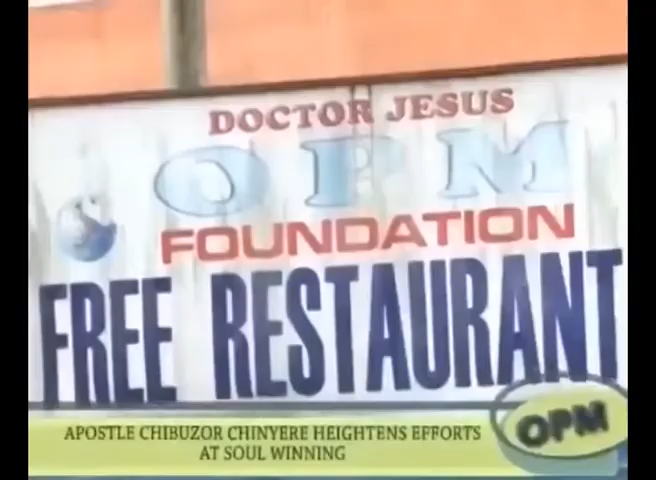 DOCTOR JESUS
OPM
FOUNDATION
FREE RESTAURANT
APOSTLE CHIBUZOR CHINYERE HEIGHTENS EFFORTS
AT SOUL WINNING
OPM